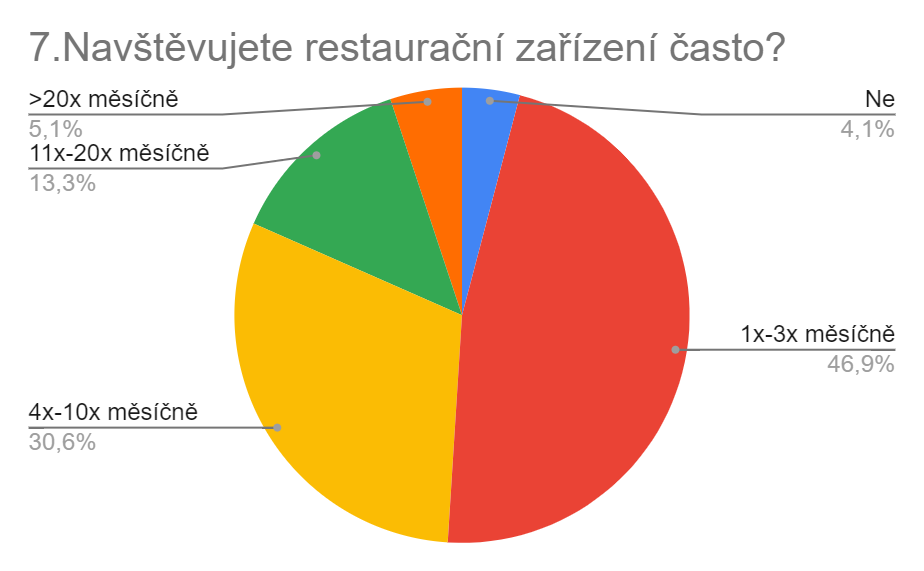 7.Navštěvujete restaurační zařízení často?
>20x měsíčně
5,1%
11x-20x měsíčně
13,3%
4x-10x měsíčně
30,6%
Ne
4,1%
1x-3x měsíčně
46,9%